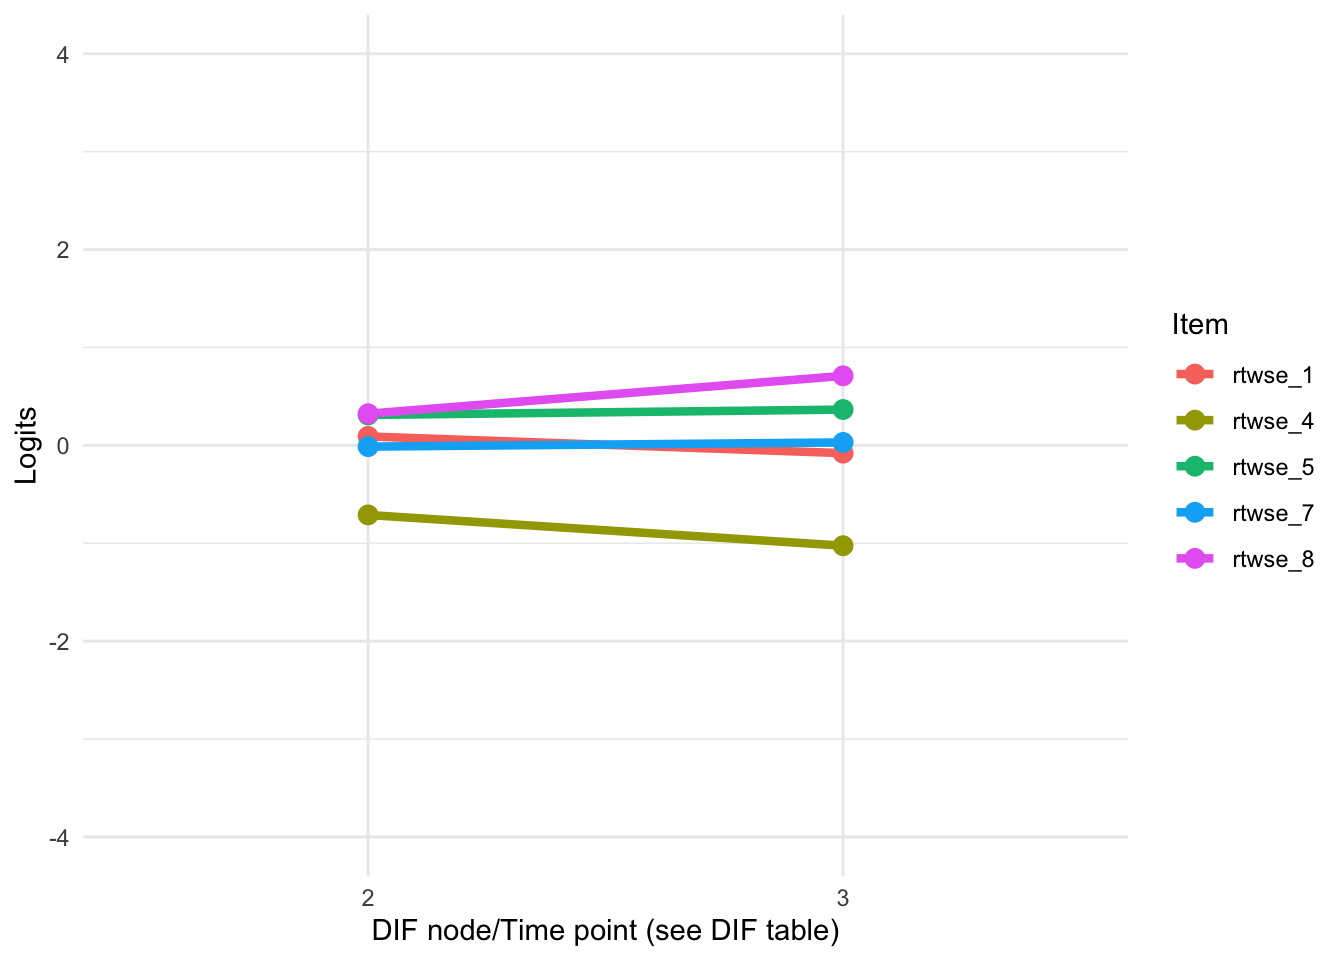 4
2
0
-2
-4
Logits
2
3
DIF node/Time point (see DIF table)
Item
rtwse_1
rtwse_4
rtwse_5
rtwse_7
rtwse_8